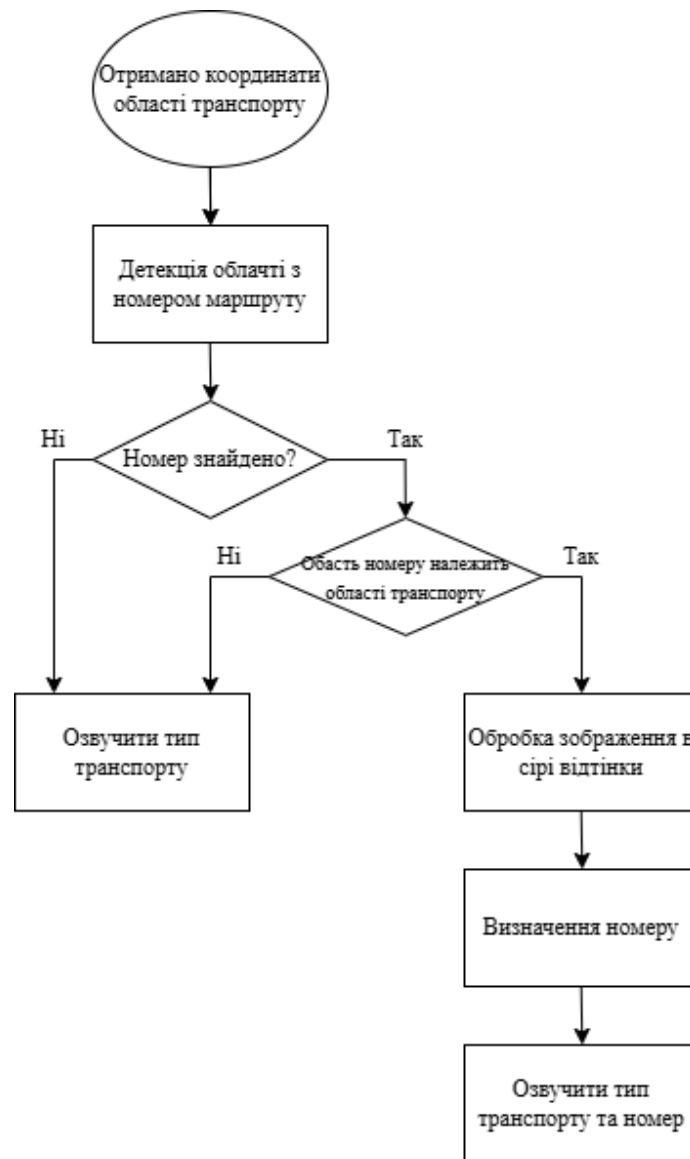 Отримано координати
області транспорту
Детекція облачті з
номером маршруту
Ні
Так
Номер знайдено?
Ні
Так
Обасть номеру належить
області транспорту
Озвучити тип
транспорту
Обробка зображення в
сірі відтінки
Визначення номеру
Озвучити тип
транспорту та номер